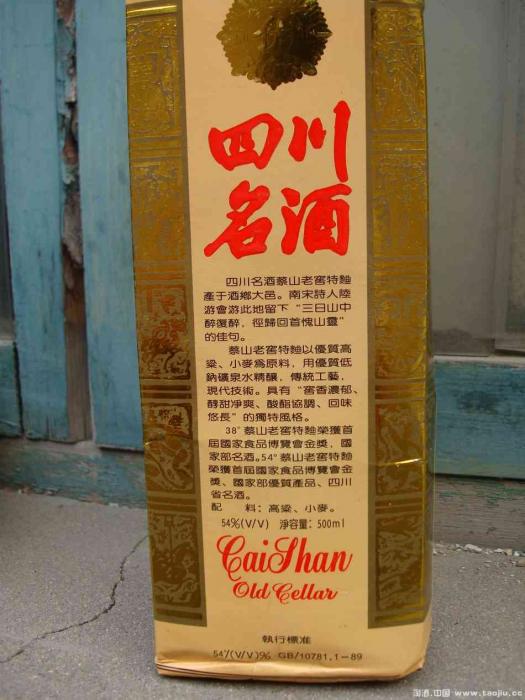 四川
名酒
四川名酒蔡山老窖特麯
產于酒鄉大邑。南宋詩人陸
游會游此地留下“三日山中
醉復醉，徑歸回首愧山靈”
的佳句。
蔡山老窖特麯以優質高
粱、小麥爲原料，用優質低
鈉礦泉水精釀，傳統工藝，
現代技術。具有“窖香濃郁、
醇甜凈爽、酸酯協調、回味
悠長”的獨特風格。
38°蔡山老窖特麯榮獲首
屆國家食品博覽會金獎，國
家部名酒。54°蔡山老窖特麯
榮獲首屆國家食品博覽會金
獎、國家部優質產品、四川
省名酒。
配 料：高粱、小麥。
54%(V/V) 淨容量：500ml
CaiShan
Old Cellar
執行標准
54%(V/V)% GB/10781.1-89
淘酒.中国 www.taojiu.cc